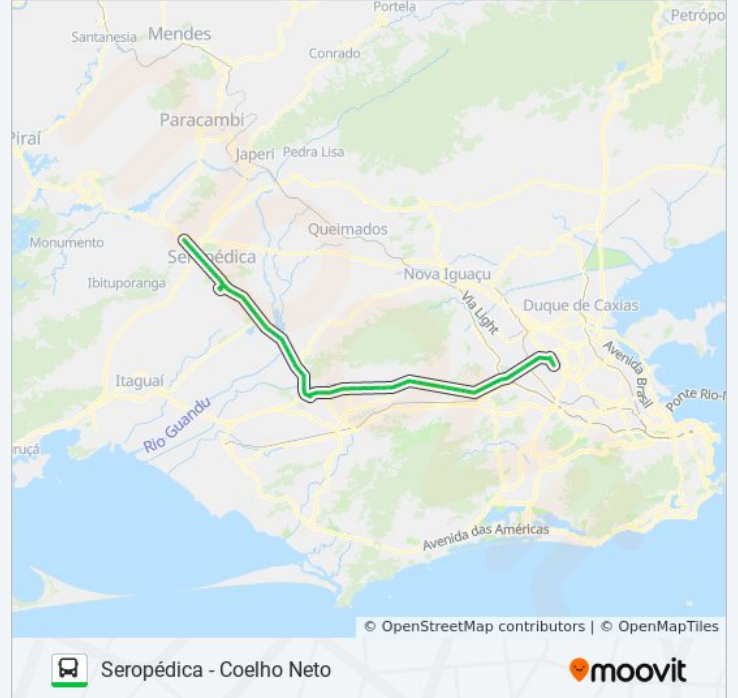 Portela
Santanesia
Mendes
Petrópo
Conrado
Paracambi
Piraí
Japeri
Pedra Lisa
Queimados
Monumento
Seropédica
Nova Iguaçu
Ibituporanga
Via Light
Duque de Caxias
Avenida Brasil
Itaguaí
Ponte Rio-N
Rio Guandu
ruçá
Avenida das Américas
© OpenStreetMap contributors | © OpenMapTiles
Seropédica - Coelho Neto
moovit